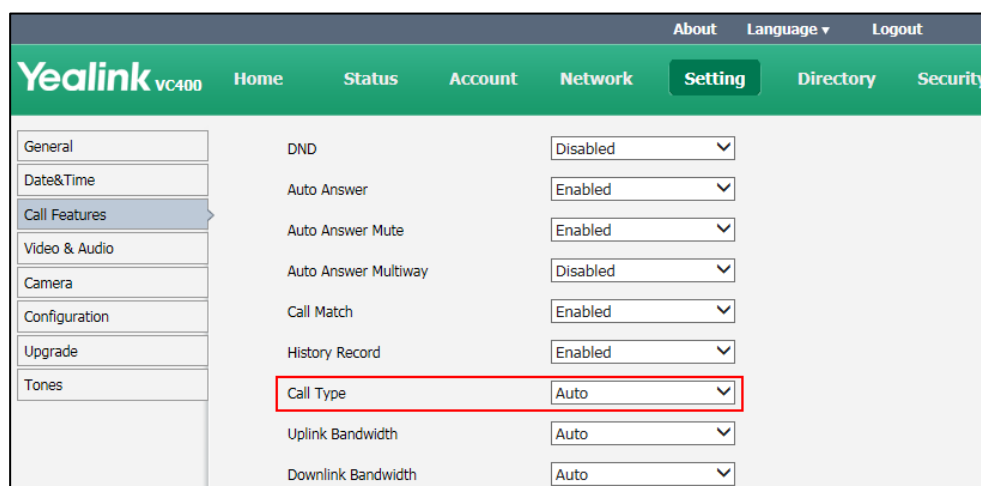 About Language ▾ Logout
Yealink VC400 Home Status Account Network Setting Directory Security
General
Date&Time
Call Features
Video & Audio
Camera
Configuration
Upgrade
Tones
DND Disabled
Auto Answer Enabled
Auto Answer Mute Enabled
Auto Answer Multiway Disabled
Call Match Enabled
History Record Enabled
Call Type Auto
Uplink Bandwidth Auto
Downlink Bandwidth Auto